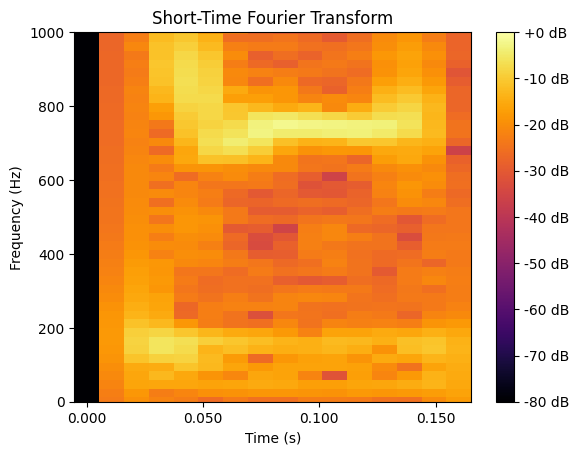 Short-Time Fourier Transform
1000
800
600
400
200
0
Frequency (Hz)
0.000
0.050
0.100
0.150
Time (s)
+0 dB
-10 dB
-20 dB
-30 dB
-40 dB
-50 dB
-60 dB
-70 dB
-80 dB